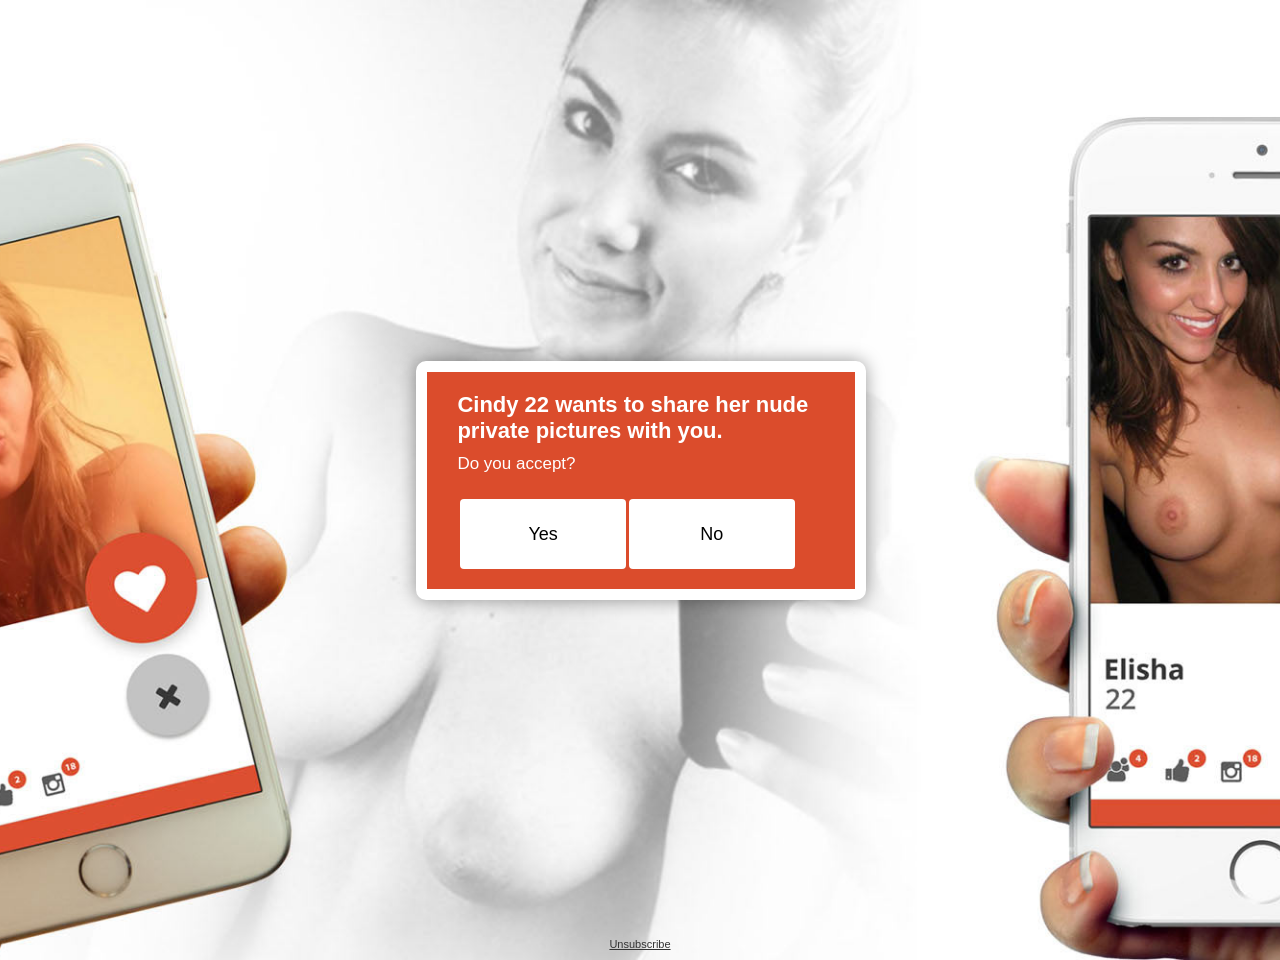 Cindy 22 wants to share her nude
private pictures with you.
Do you accept?
Yes
No
Elisha
22
2
18
4
2
18
Unsubscribe